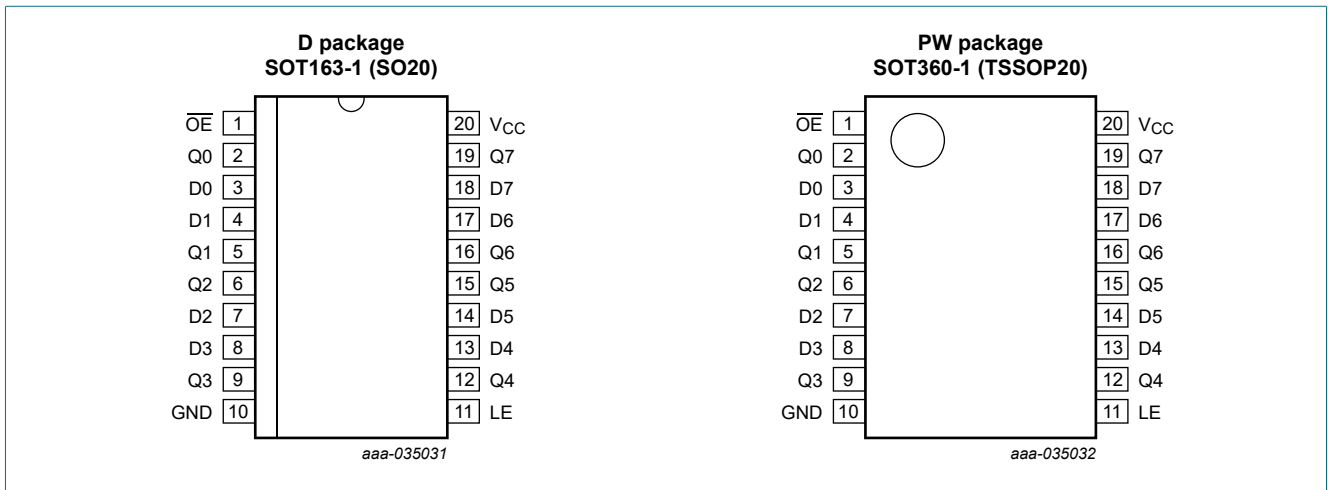 D package
SOT163-1 (SO20)
OE 1 20 VCC
Q0 2 19 Q7
D0 3 18 D7
D1 4 17 D6
Q1 5 16 Q6
Q2 6 15 Q5
D2 7 14 D5
D3 8 13 D4
Q3 9 12 Q4
GND 10 11 LE
aaa-035031
PW package
SOT360-1 (TSSOP20)
OE 1 20 VCC
Q0 2 19 Q7
D0 3 18 D7
D1 4 17 D6
Q1 5 16 Q6
Q2 6 15 Q5
D2 7 14 D5
D3 8 13 D4
Q3 9 12 Q4
GND 10 11 LE
aaa-035032